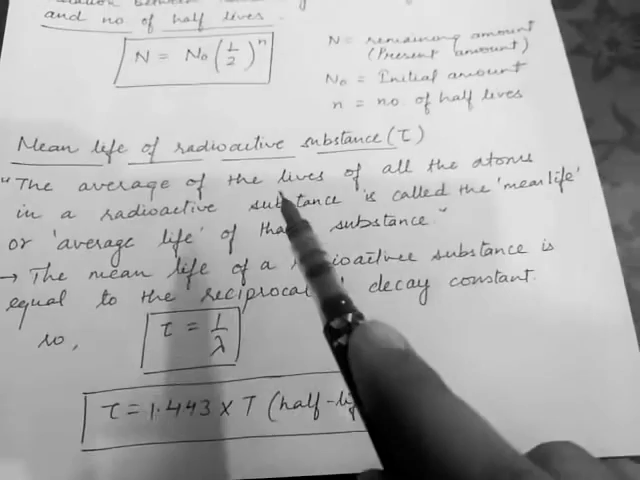 and no of half lives.
N = N₀(1/2)ⁿ
N = remaining amount
(Present amount)
N₀ = Initial amount
n = no of half lives
Mean life of radioactive substance (τ)
"The average of the lives of all the atoms
in a radioactive substance is called the 'mean life'
or 'average life' of tha substance."
→ The mean life of a radioactive substance is
equal to the reciprocal decay constant.
so, τ = 1/λ
τ = 1.443 × T (half-li